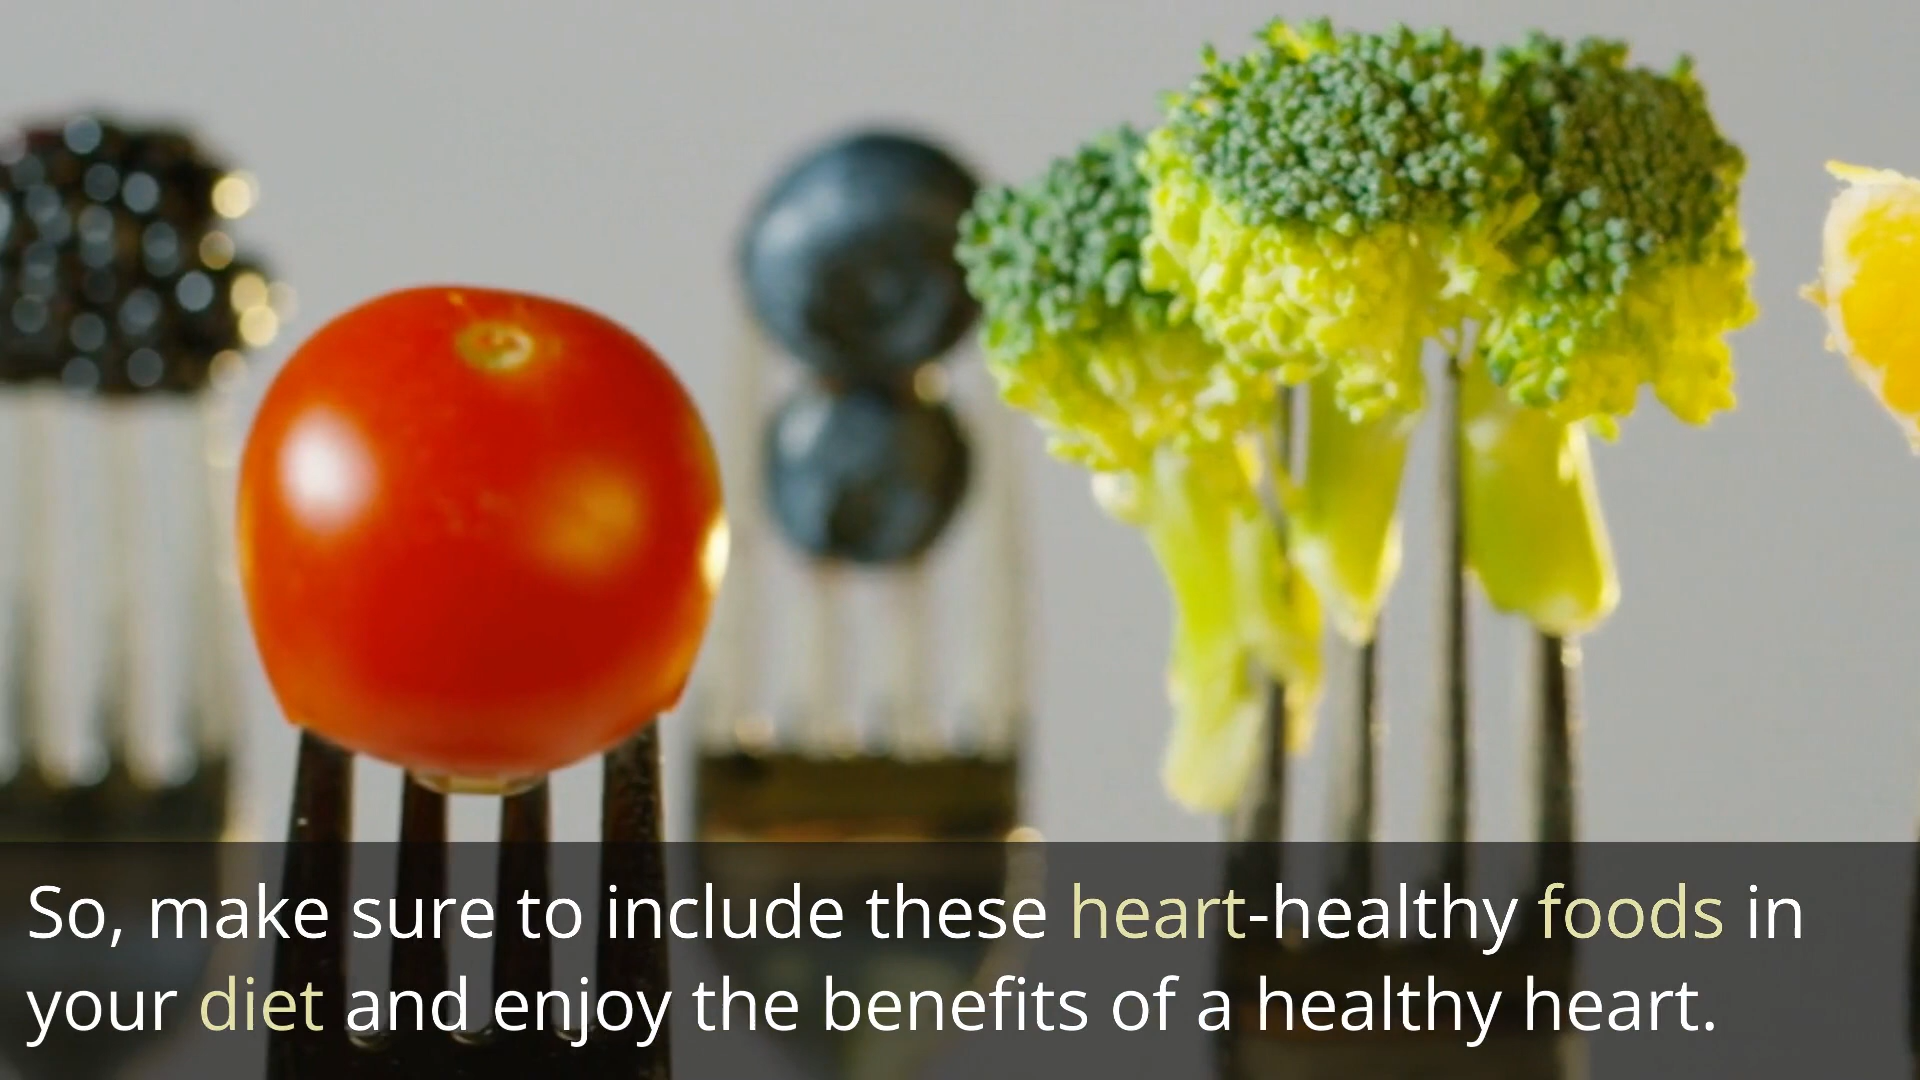 So, make sure to include these heart-healthy foods in
your diet and enjoy the benefits of a healthy heart.